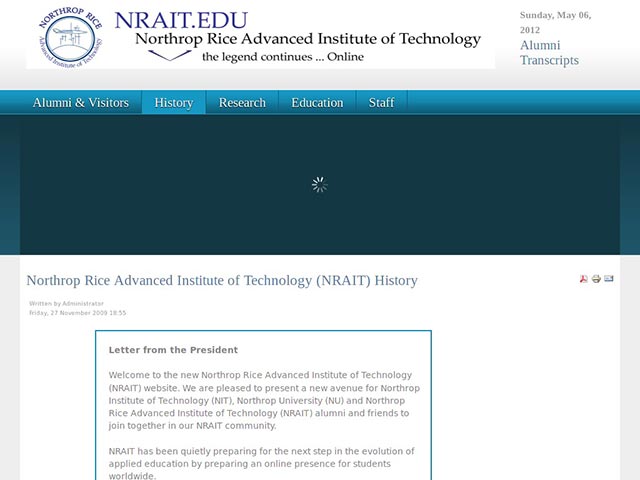 NORTHROP RICE
Advanced Institute of Technology
NRAIT.EDU
Northrop Rice Advanced Institute of Technology
the legend continues ... Online
Sunday, May 06,
2012
Alumni
Transcripts
Alumni & Visitors History Research Education Staff
Northrop Rice Advanced Institute of Technology (NRAIT) History
Written by Administrator
Friday, 27 November 2009 18:55
Letter from the President
Welcome to the new Northrop Rice Advanced Institute of Technology
(NRAIT) website. We are pleased to present a new avenue for Northrop
Institute of Technology (NIT), Northrop University (NU) and Northrop
Rice Advanced Institute of Technology (NRAIT) alumni and friends to
join together in our NRAIT community.
NRAIT has been quietly preparing for the next step in the evolution of
applied education by preparing an online presence for students
worldwide.